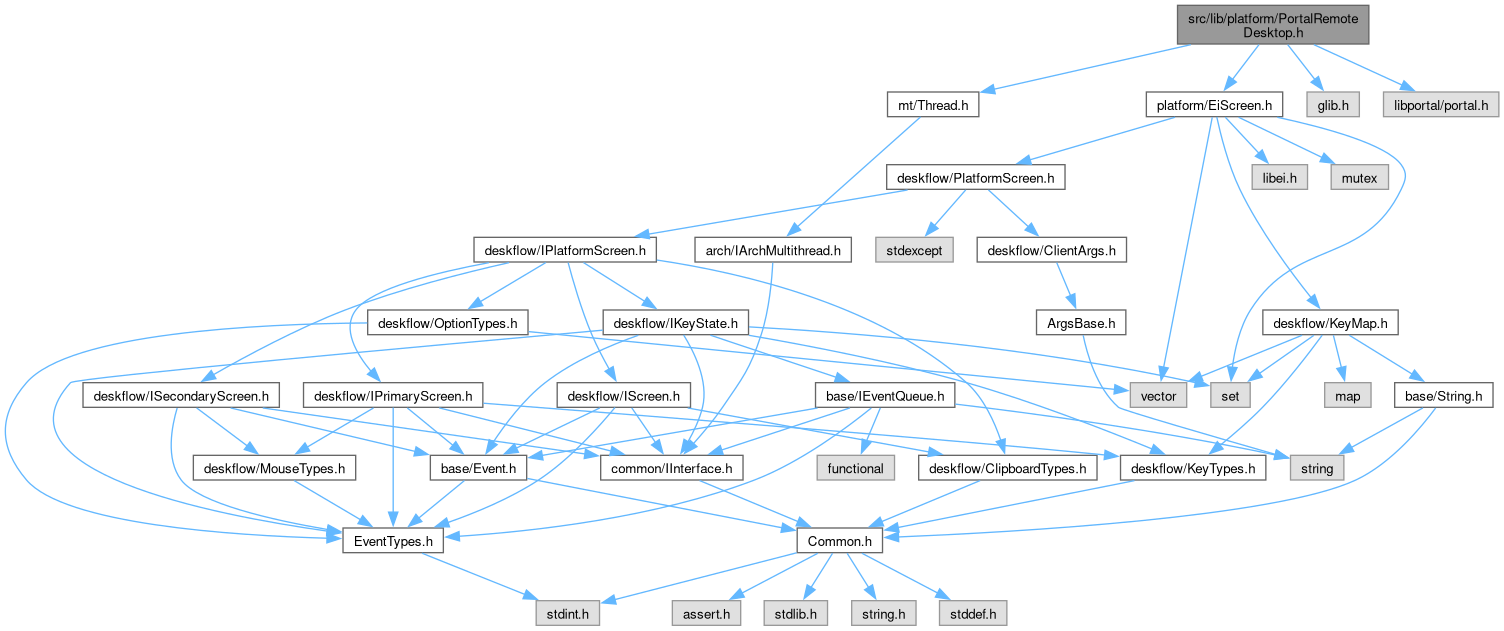 src/lib/platform/PortalRemote
Desktop.h
mt/Thread.h
platform/EiScreen.h
glib.h
libportal/portal.h
deskflow/PlatformScreen.h
libei.h
mutex
deskflow/IPlatformScreen.h
arch/IArchMultithread.h
stdexcept
deskflow/ClientArgs.h
deskflow/OptionTypes.h
deskflow/IKeyState.h
ArgsBase.h
deskflow/KeyMap.h
deskflow/ISecondaryScreen.h
deskflow/IPrimaryScreen.h
deskflow/IScreen.h
base/IEventQueue.h
vector
set
map
base/String.h
deskflow/MouseTypes.h
base/Event.h
common/IInterface.h
functional
deskflow/ClipboardTypes.h
deskflow/KeyTypes.h
string
EventTypes.h
Common.h
stdint.h
assert.h
stdlib.h
string.h
stddef.h